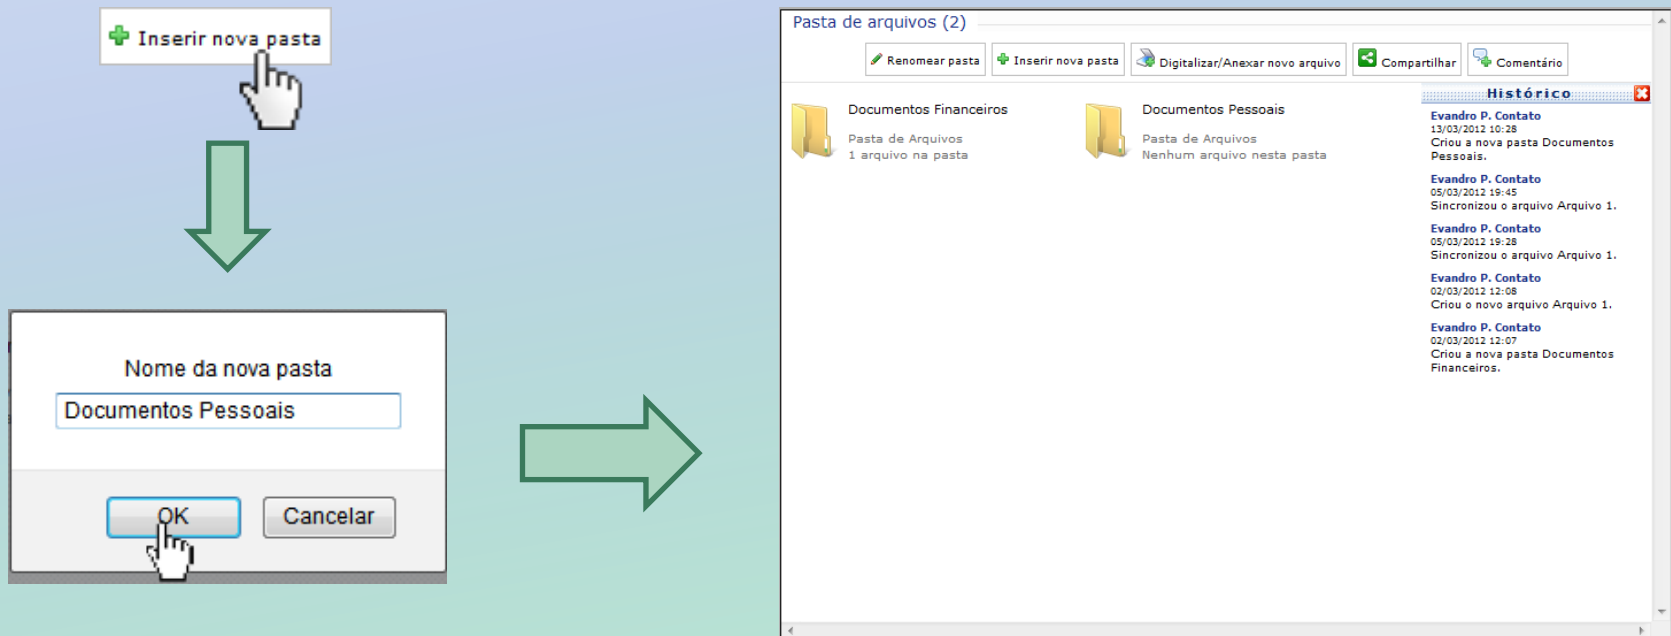 Inserir nova pasta
Nome da nova pasta
Documentos Pessoais
OK
Cancelar
Pasta de arquivos (2)
Renomear pasta
Inserir nova pasta
Digitalizar/Anexar novo arquivo
Compartilhar
Comentário
Documentos Financeiros
Pasta de Arquivos
1 arquivo na pasta
Documentos Pessoais
Pasta de Arquivos
Nenhum arquivo nesta pasta
Histórico
Evandro P. Contato
13/03/2012 10:28
Criou a nova pasta Documentos
Pessoais.
Evandro P. Contato
05/03/2012 19:45
Sincronizou o arquivo Arquivo 1.
Evandro P. Contato
05/03/2012 19:28
Sincronizou o arquivo Arquivo 1.
Evandro P. Contato
02/03/2012 12:08
Criou o novo arquivo Arquivo 1.
Evandro P. Contato
02/03/2012 12:07
Criou a nova pasta Documentos
Financeiros.